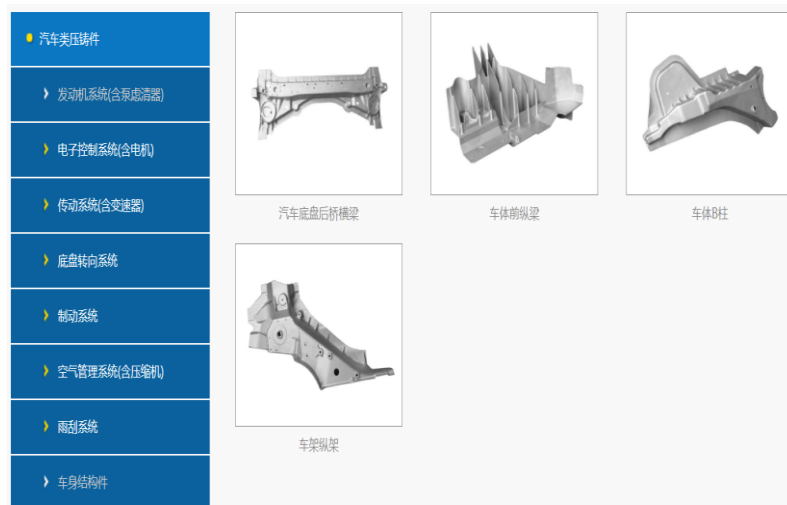 汽车类压铸件
发动机系统(含泵虑清器)
电子控制系统(含电机)
传动系统(含变速器)
底盘转向系统
制动系统
空气管理系统(含压缩机)
雨刮系统
车身结构件
汽车底盘后桥横梁
车体前纵梁
车体B柱
车架纵架